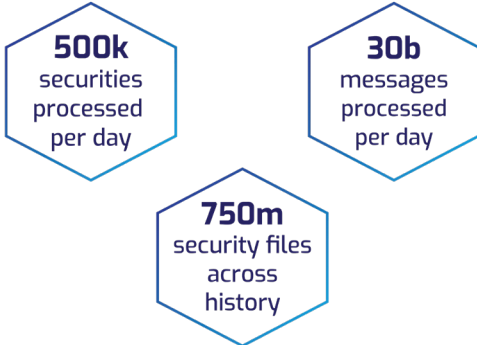 500k
securities
processed
per day
30b
messages
processed
per day
750m
security files
across
history